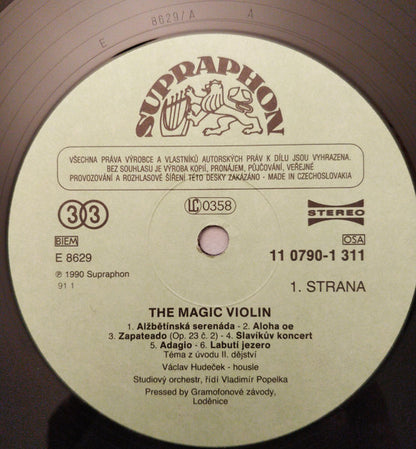 E 8629/A A
SUPRAPHON
VŠECHNA PRÁVA VÝROBCE A VLASTNÍKŮ AUTORSKÝCH PRÁV K DÍLU JSOU VYHRAZENA.
BEZ SOUHLASU JE VÝROBA KOPIÍ, PRONÁJEM, PŮJČOVÁNÍ, VEŘEJNÉ
PROVOZOVÁNÍ A ROZHLASOVÉ ŠÍŘENÍ TÉTO DESKY ZAKÁZÁNO - MADE IN CZECHOSLOVAKIA
33 LC 0358 STEREO
BIEM OSA
E 8629 11 0790-1 311
℗ 1990 Supraphon
91 1 1. STRANA
THE MAGIC VIOLIN
1. Alžbětínská serenáda - 2. Aloha oe
3. Zapateado (Op. 23 č. 2) - 4. Slavíkův koncert
5. Adagio - 6. Labutí jezero
Téma z úvodu II. dějství
Václav Hudeček - housle
Studiový orchestr, řídí Vladimír Popelka
Pressed by Gramofonové závody,
Loděnice